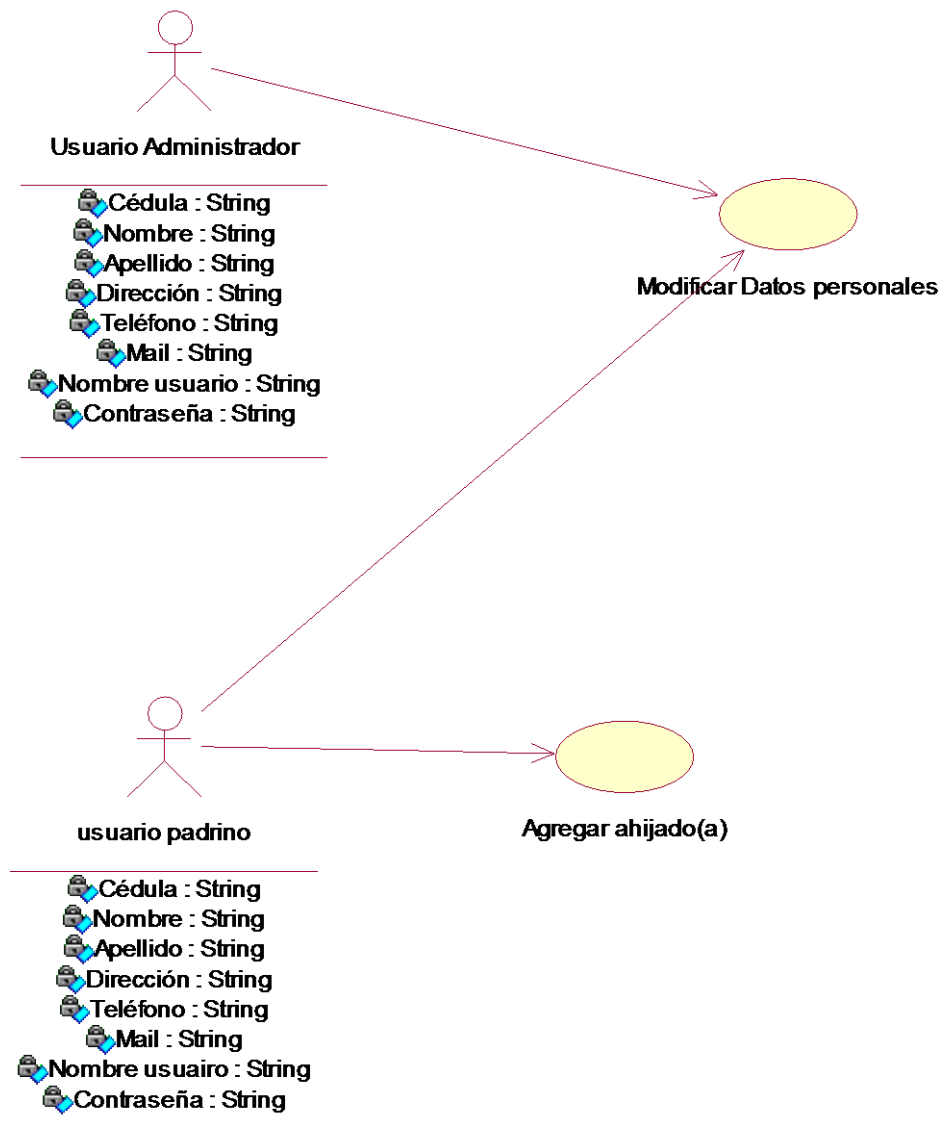 Usuario Administrador
Cédula : String
Nombre : String
Apellido : String
Dirección : String
Teléfono : String
Mail : String
Nombre usuario : String
Contraseña : String
Modificar Datos personales
usuario padrino
Agregar ahijado(a)
Cédula : String
Nombre : String
Apellido : String
Dirección : String
Teléfono : String
Mail : String
Nombre usuairo : String
Contraseña : String